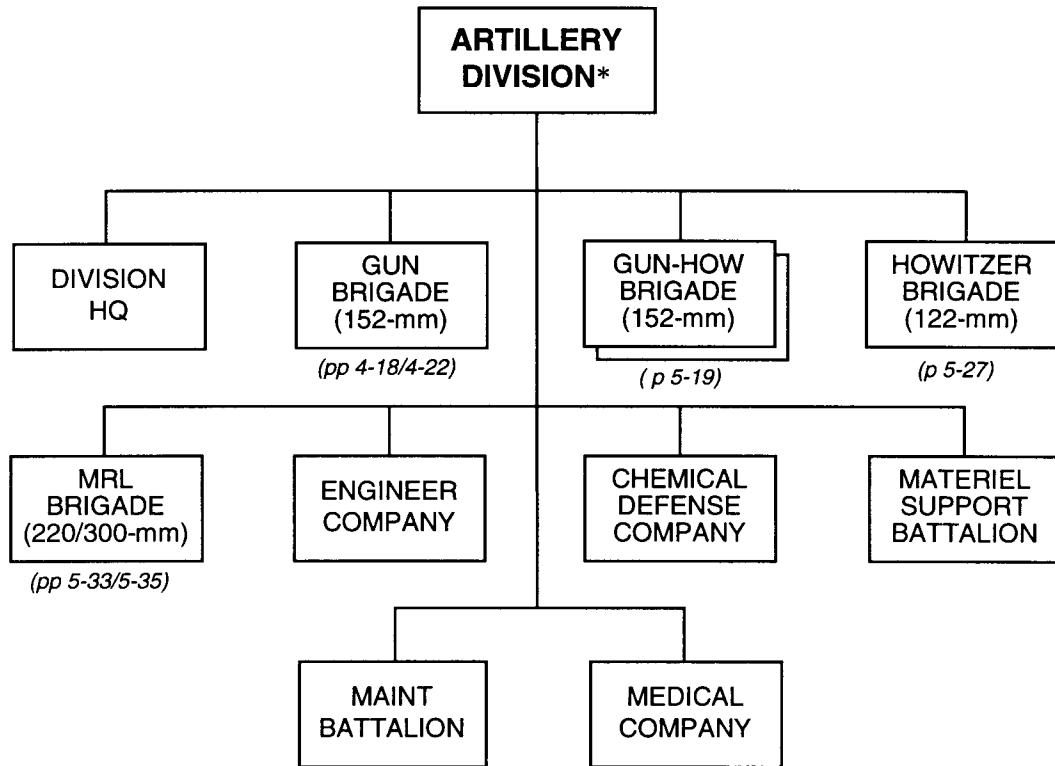 ARTILLERY
DIVISION*
DIVISION
HQ
GUN
BRIGADE
(152-mm)
(pp 4-18/4-22)
GUN-HOW
BRIGADE
(152-mm)
( p 5-19)
HOWITZER
BRIGADE
(122-mm)
(p 5-27)
MRL
BRIGADE
(220/300-mm)
(pp 5-33/5-35)
ENGINEER
COMPANY
CHEMICAL
DEFENSE
COMPANY
MATERIEL
SUPPORT
BATTALION
MAINT
BATTALION
MEDICAL
COMPANY